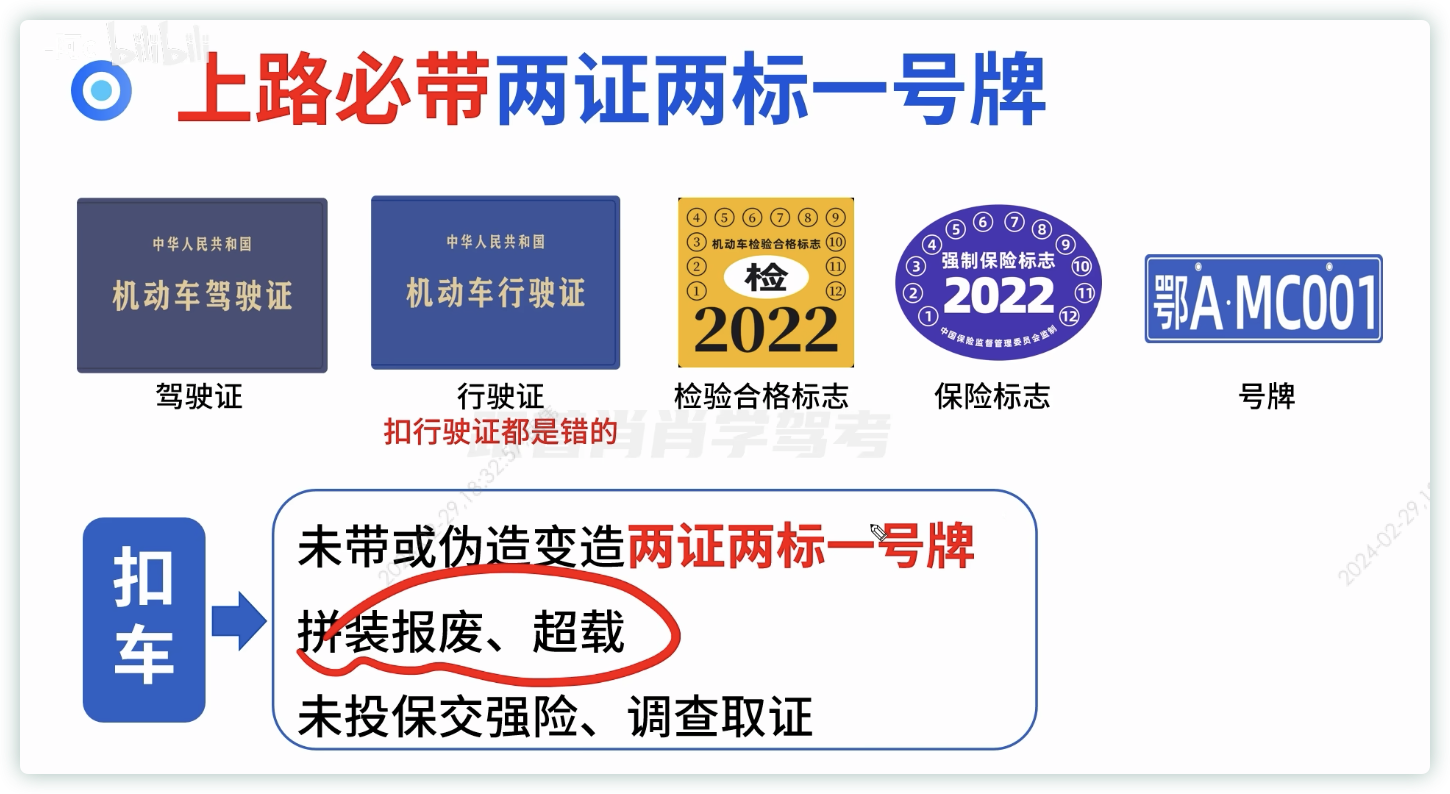 bilibili
上路必带两证两标一号牌
中华人民共和国
机动车驾驶证
驾驶证
中华人民共和国
机动车行驶证
行驶证
扣行驶证都是错的
④ ⑤ ⑥ ⑦ ⑧ ⑨
③ 机动车检验合格标志 ⑩
② 检 ⑪
① ⑫
2022
检验合格标志
① ② ③ ④ ⑤ ⑥ ⑦ ⑧ ⑨ ⑩ ⑪ ⑫
强制保险标志
2022
中国保险监督管理委员会监制
保险标志
鄂A·MC001
号牌
肖肖学驾考
扣车
未带或伪造变造两证两标一号牌
拼装报废、超载
未投保交强险、调查取证
2024-02-29,18